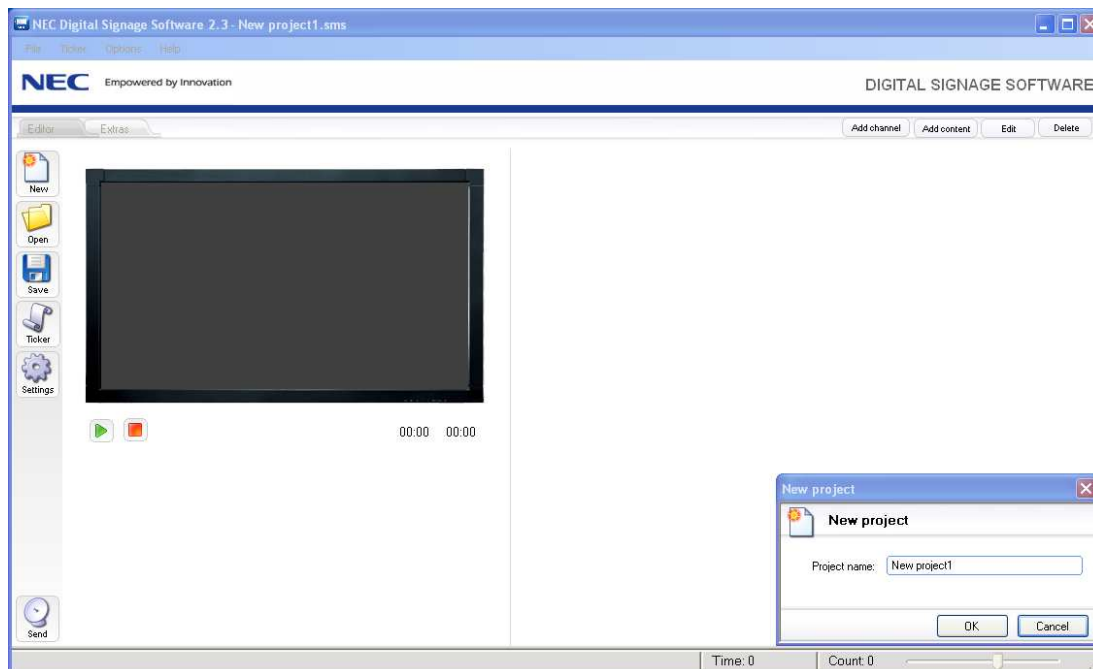 NEC Digital Signage Software 2.3 - New project1.sms
File Ticker Options Help
NEC Empowered by Innovation DIGITAL SIGNAGE SOFTWARE
Editor Extras Add channel Add content Edit Delete
New
Open
Save
Ticker
Settings
00:00 00:00
New project
New project
Project name: New project1
OK Cancel
Send
Time: 0 Count: 0